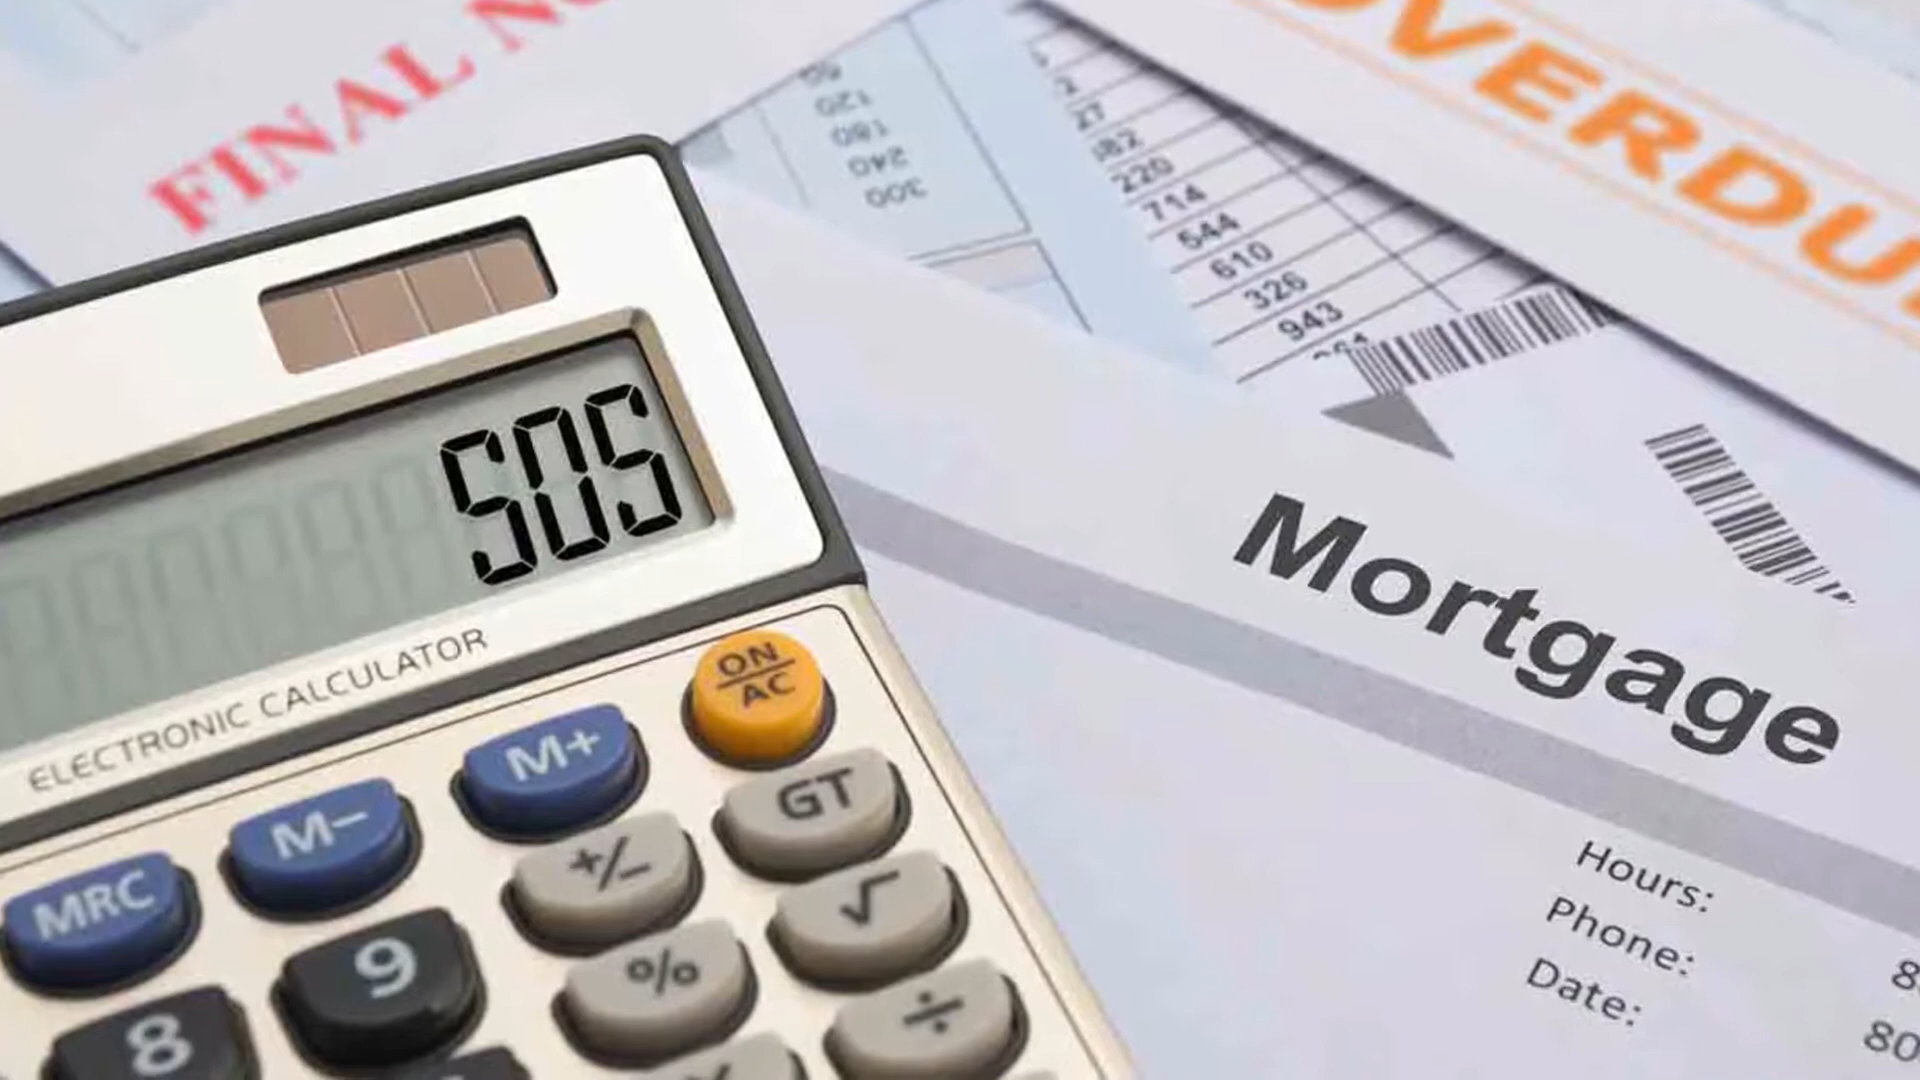 FINAL
OVERDU
120
180
240
300
220
714
544
610
326
943
SOS
ELECTRONIC CALCULATOR
Mortgage
Hours:
Phone:
Date:
80
ON
AC
M+
GT
M−
+/−
√
MRC
9
%
÷
8